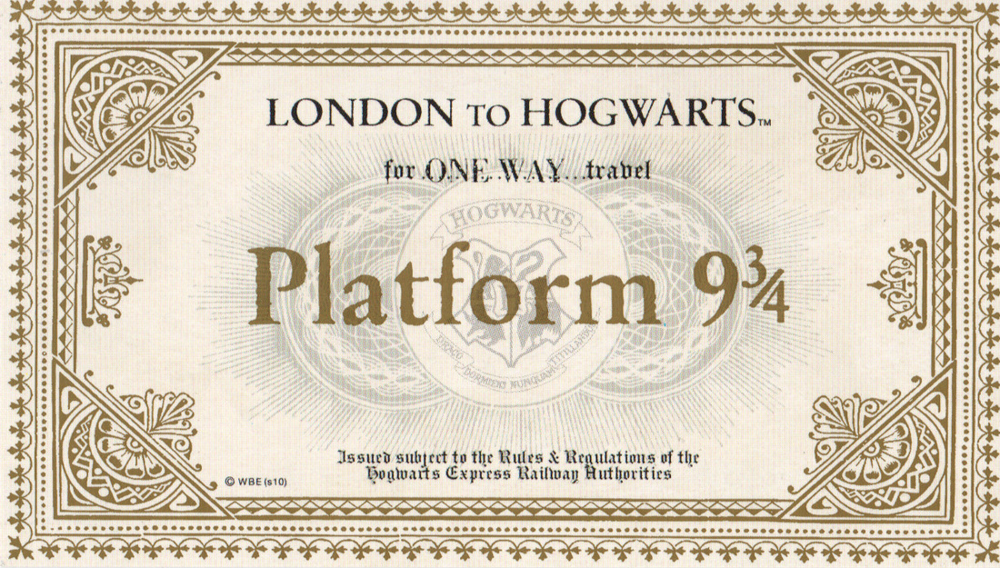 LONDON TO HOGWARTS™
for ONE WAY...travel
HOGWARTS
Platform 9¾
DRACO
DORMIENS NUNQUAM
TITILLANDUS
Issued subject to the Rules & Regulations of the
Hogwarts Express Railway Authorities
© WBE (s10)